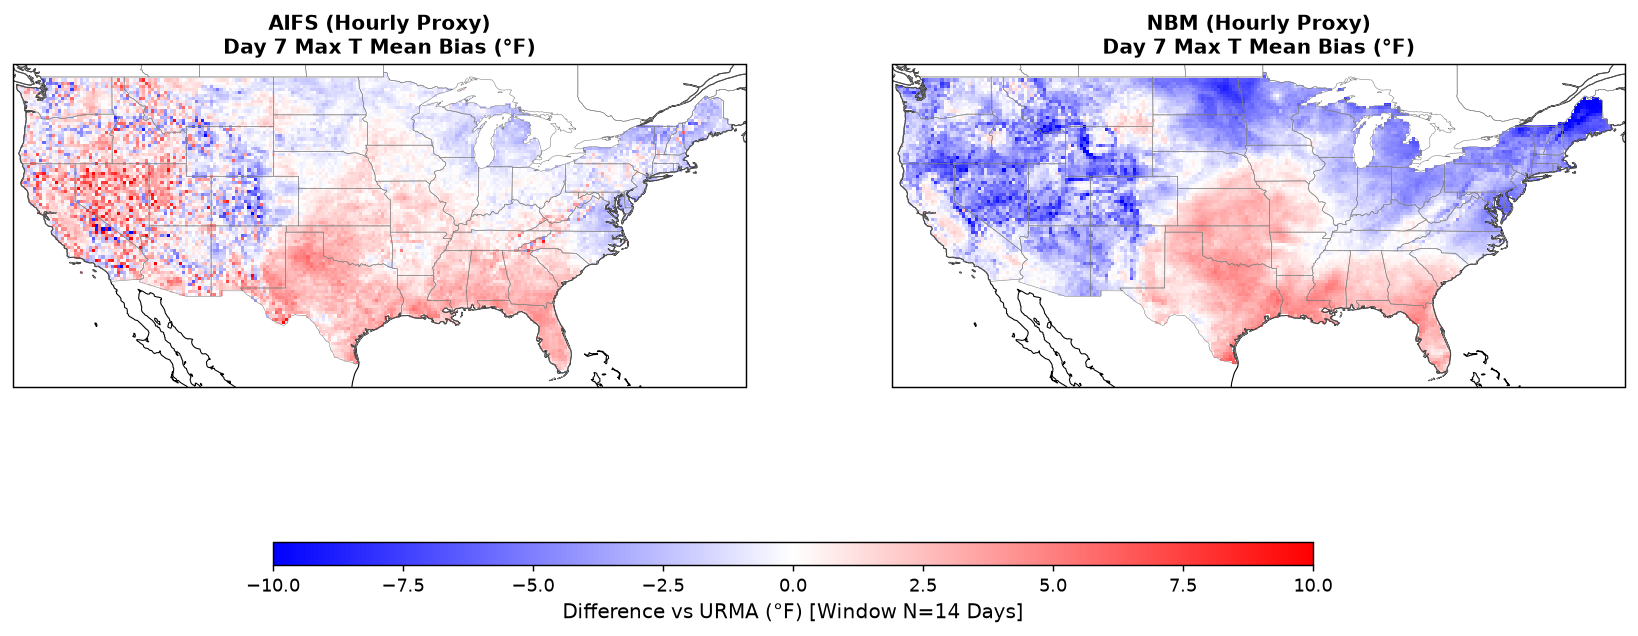 AIFS (Hourly Proxy)
Day 7 Max T Mean Bias (°F)
NBM (Hourly Proxy)
Day 7 Max T Mean Bias (°F)
−10.0 −7.5 −5.0 −2.5 0.0 2.5 5.0 7.5 10.0
Difference vs URMA (°F) [Window N=14 Days]